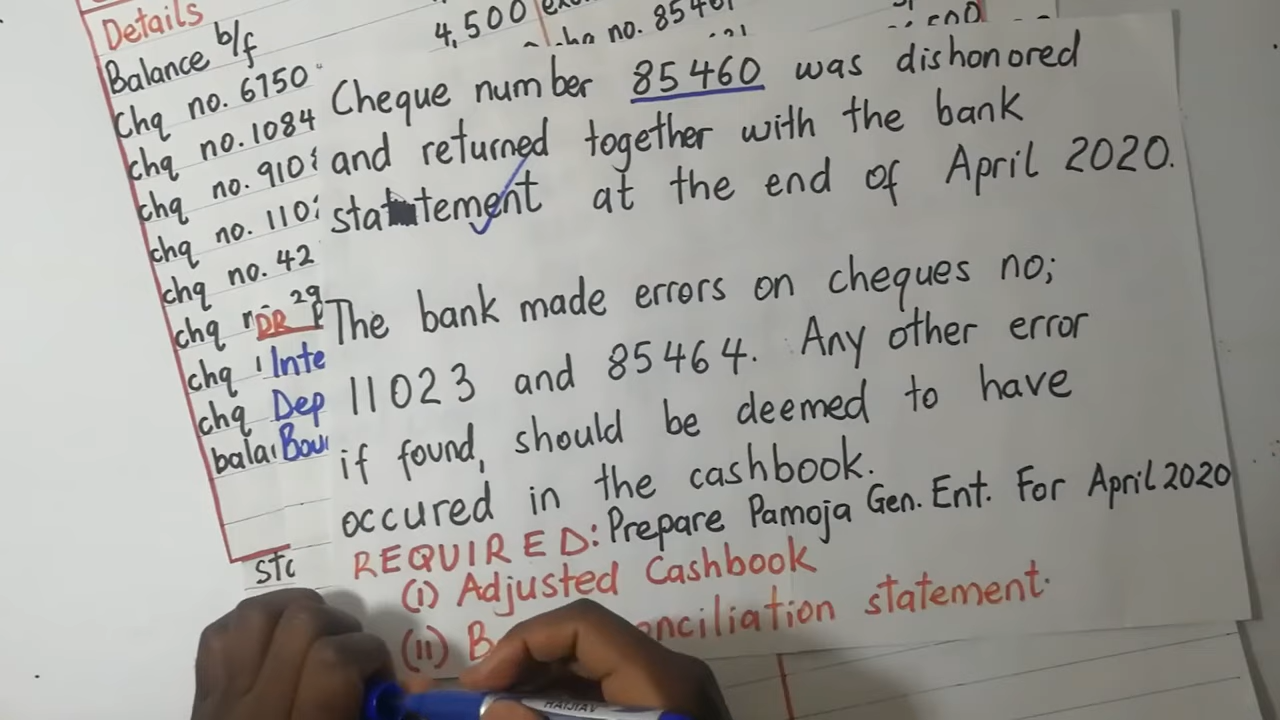 Details
4,500
Balance b/f
Chq no. 6750
chq no. 1084
chq no. 910
chq no. 110
chq no. 42
chq
DR 29
chq Inte
chq Dep
Bou
Cheque number 85460 was dishonored
and returned together with the bank
statement at the end of April 2020.
The bank made errors on cheques no;
11023 and 85464. Any other error
if found, should be deemed to have
occured in the cashbook.
REQUIRED: Prepare Pamoja Gen. Ent. For April 2020
(i) Adjusted Cashbook
(ii) B nciliation statement.